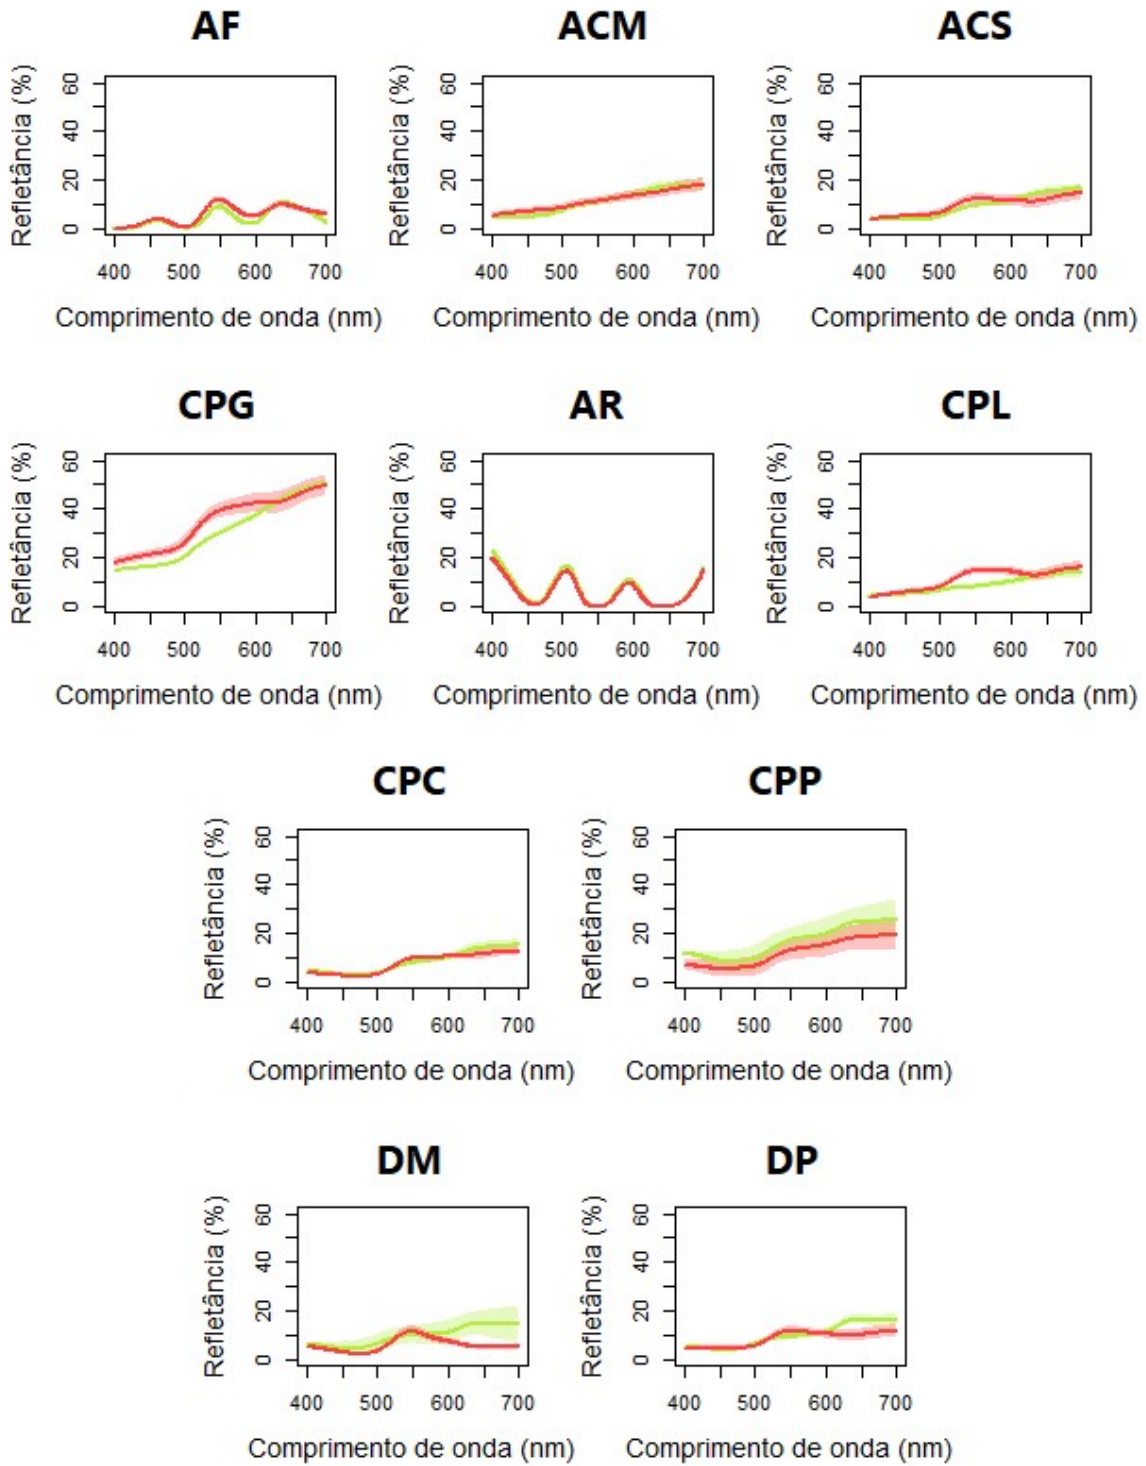 AF ACM ACS
Refletância (%) 60 40 20 0 Refletância (%) 60 40 20 0 Refletância (%) 60 40 20 0
400 500 600 700 400 500 600 700 400 500 600 700
Comprimento de onda (nm) Comprimento de onda (nm) Comprimento de onda (nm)
CPG AR CPL
Refletância (%) 60 40 20 0 Refletância (%) 60 40 20 0 Refletância (%) 60 40 20 0
400 500 600 700 400 500 600 700 400 500 600 700
Comprimento de onda (nm) Comprimento de onda (nm) Comprimento de onda (nm)
CPC CPP
Refletância (%) 60 40 20 0 Refletância (%) 60 40 20 0
400 500 600 700 400 500 600 700
Comprimento de onda (nm) Comprimento de onda (nm)
DM DP
Refletância (%) 60 40 20 0 Refletância (%) 60 40 20 0
400 500 600 700 400 500 600 700
Comprimento de onda (nm) Comprimento de onda (nm)